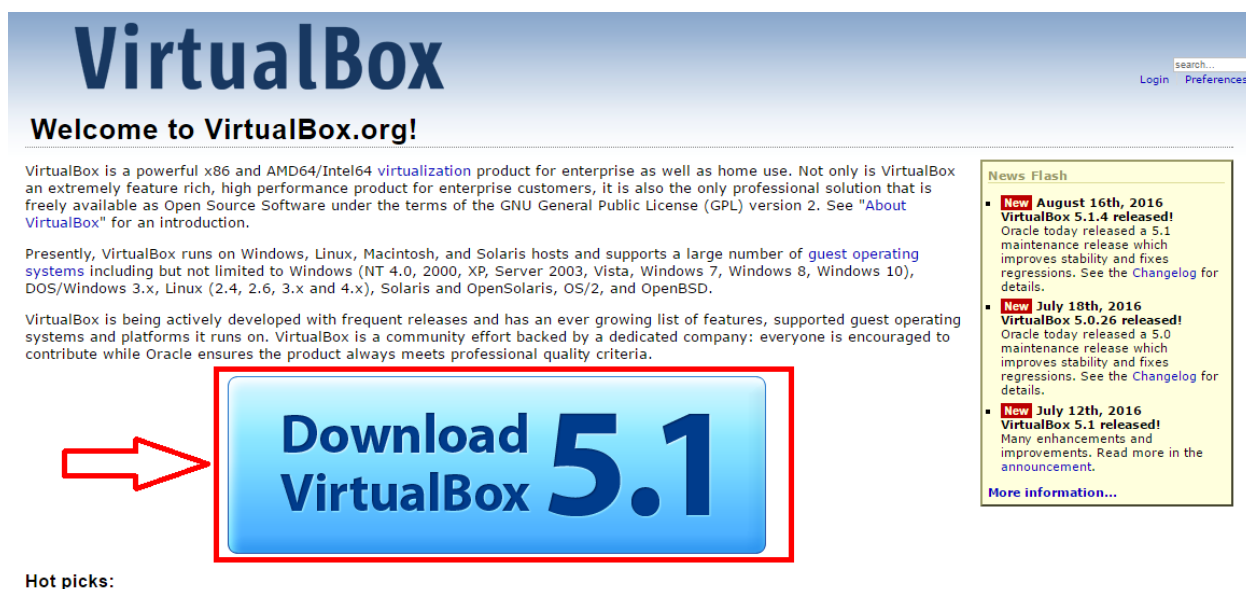 VirtualBox
search...
Login Preferences
Welcome to VirtualBox.org!
VirtualBox is a powerful x86 and AMD64/Intel64 virtualization product for enterprise as well as home use. Not only is VirtualBox
an extremely feature rich, high performance product for enterprise customers, it is also the only professional solution that is
freely available as Open Source Software under the terms of the GNU General Public License (GPL) version 2. See "About
VirtualBox" for an introduction.
Presently, VirtualBox runs on Windows, Linux, Macintosh, and Solaris hosts and supports a large number of guest operating
systems including but not limited to Windows (NT 4.0, 2000, XP, Server 2003, Vista, Windows 7, Windows 8, Windows 10),
DOS/Windows 3.x, Linux (2.4, 2.6, 3.x and 4.x), Solaris and OpenSolaris, OS/2, and OpenBSD.
VirtualBox is being actively developed with frequent releases and has an ever growing list of features, supported guest operating
systems and platforms it runs on. VirtualBox is a community effort backed by a dedicated company: everyone is encouraged to
contribute while Oracle ensures the product always meets professional quality criteria.
Download
VirtualBox
5.1
Hot picks:
News Flash
New August 16th, 2016
VirtualBox 5.1.4 released!
Oracle today released a 5.1
maintenance release which
improves stability and fixes
regressions. See the Changelog for
details.
New July 18th, 2016
VirtualBox 5.0.26 released!
Oracle today released a 5.0
maintenance release which
improves stability and fixes
regressions. See the Changelog for
details.
New July 12th, 2016
VirtualBox 5.1 released!
Many enhancements and
improvements. Read more in the
announcement.
More information...